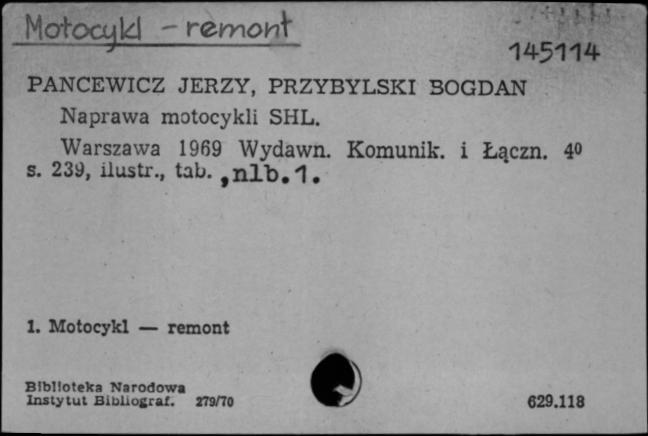 Motocykl - remont
145114
PANCEWICZ JERZY, PRZYBYLSKI BOGDAN
Naprawa motocykli SHL.
Warszawa 1969 Wydawn. Komunik. i Łączn. 4⁰
s. 239, ilustr., tab. ,nlb.1.
1. Motocykl — remont
Biblioteka Narodowa
Instytut Bibliograf. 279/70
629.118